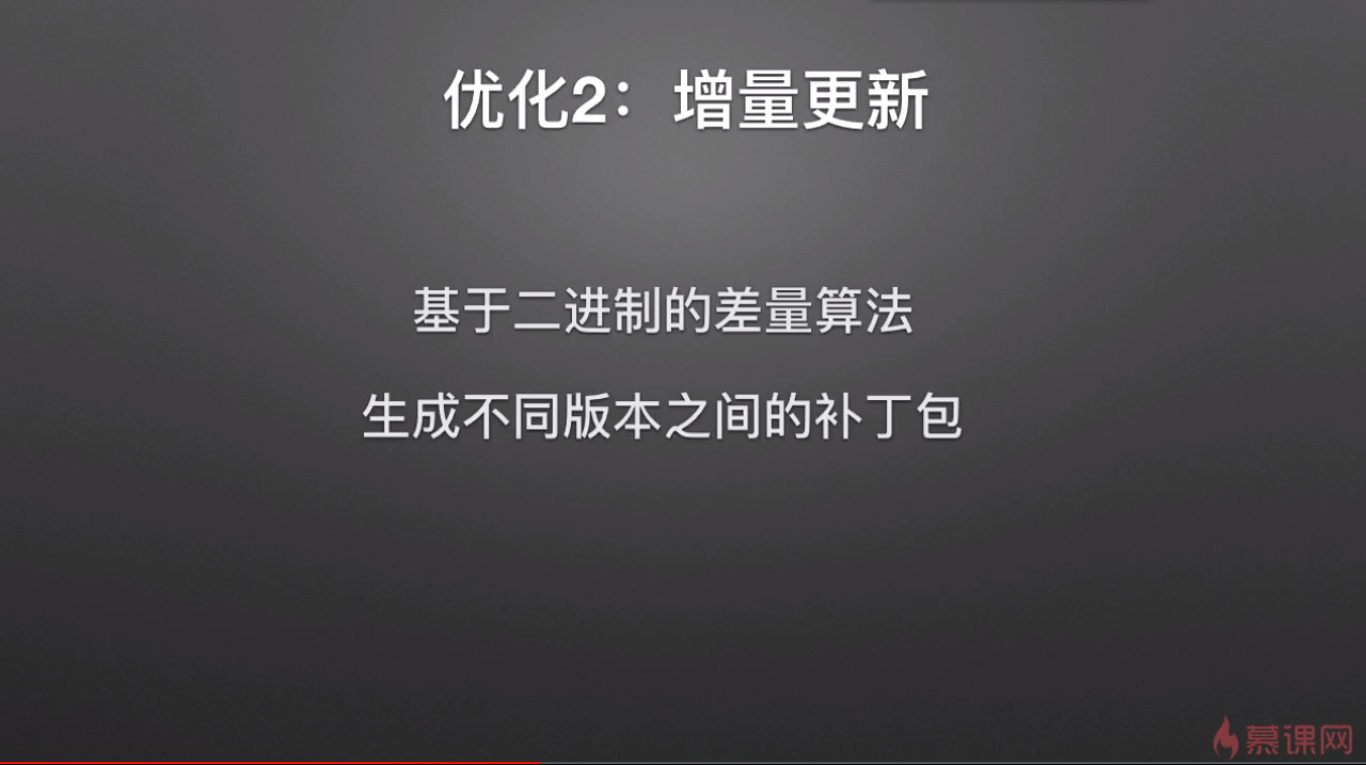 优化2：增量更新
基于二进制的差量算法
生成不同版本之间的补丁包
慕课网